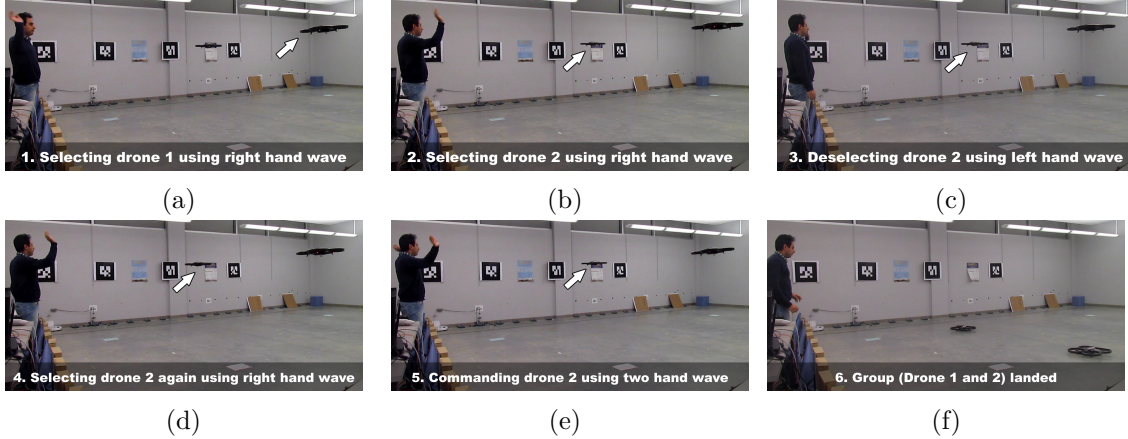 1. Selecting drone 1 using right hand wave
2. Selecting drone 2 using right hand wave
3. Deselecting drone 2 using left hand wave
(a)
(b)
(c)
4. Selecting drone 2 again using right hand wave
5. Commanding drone 2 using two hand wave
6. Group (Drone 1 and 2) landed
(d)
(e)
(f)